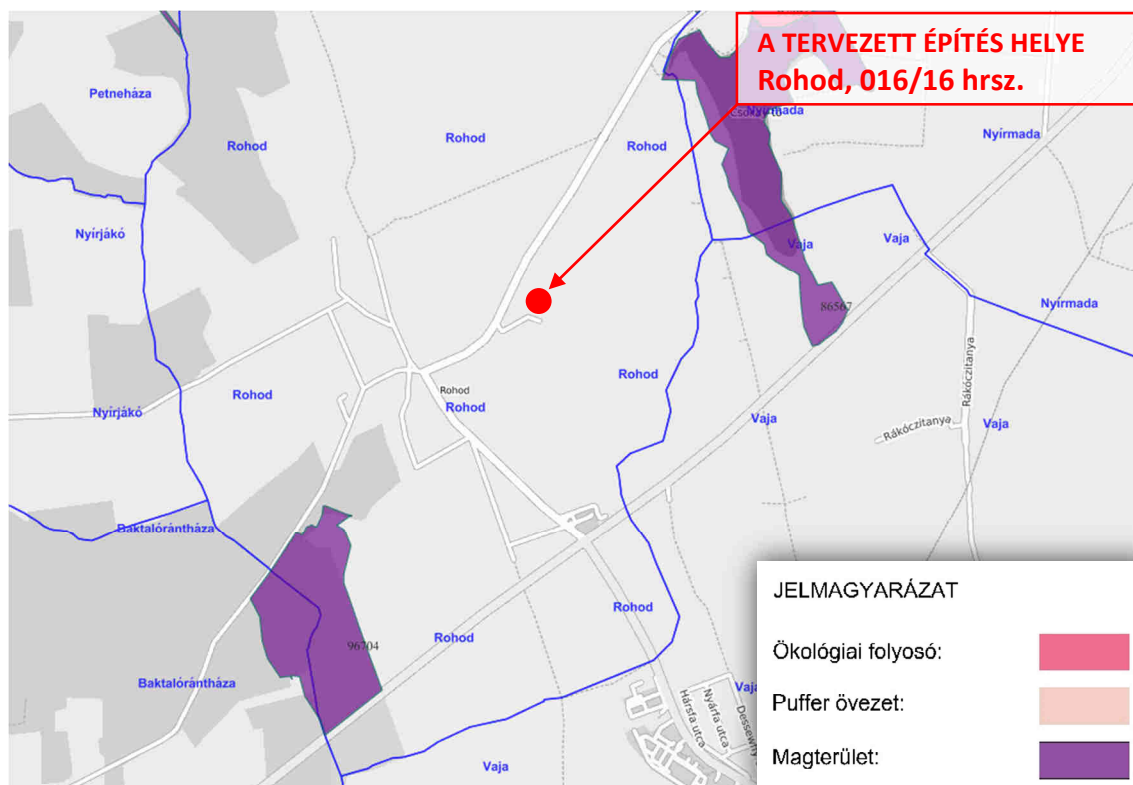 A TERVEZETT ÉPÍTÉS HELYE
Rohod, 016/16 hrsz.
Petneháza
Rohod
Rohod
Rohod
Nyírmada
Nyírmada
Nyírjákó
Vaja
Vaja
Nyírmada
86567
Rohod
Rohod
Rohod
Rohod
Nyírjákó
Vaja
Rákóczitanya
Rákóczitanya
Vaja
Baktalórántháza
Rohod
Rohod
96704
Baktalórántháza
Vaja
Hársfa utca
Nyárfa utca
Vaja
JELMAGYARÁZAT
Ökológiai folyosó:
Puffer övezet:
Magterület: